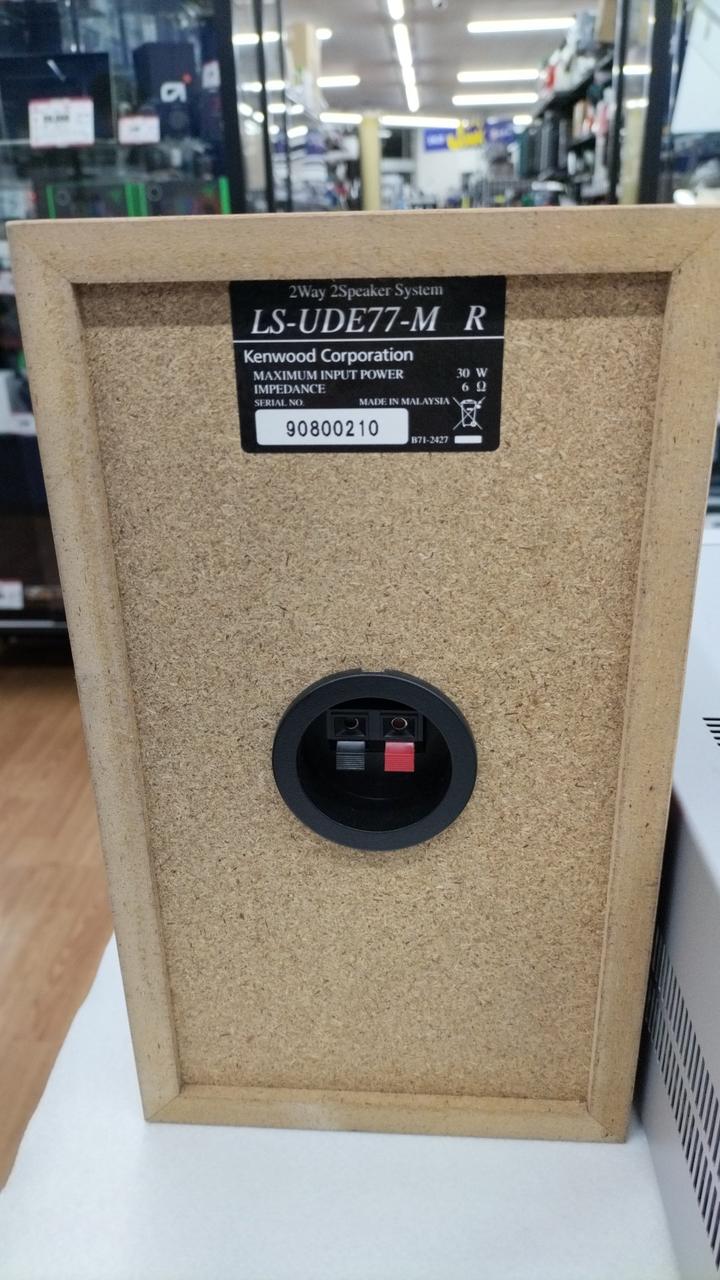 2Way 2Speaker System
LS-UDE77-M R
Kenwood Corporation
MAXIMUM INPUT POWER 30 W
IMPEDANCE 6 Ω
SERIAL NO. MADE IN MALAYSIA
90800210
B71-2427